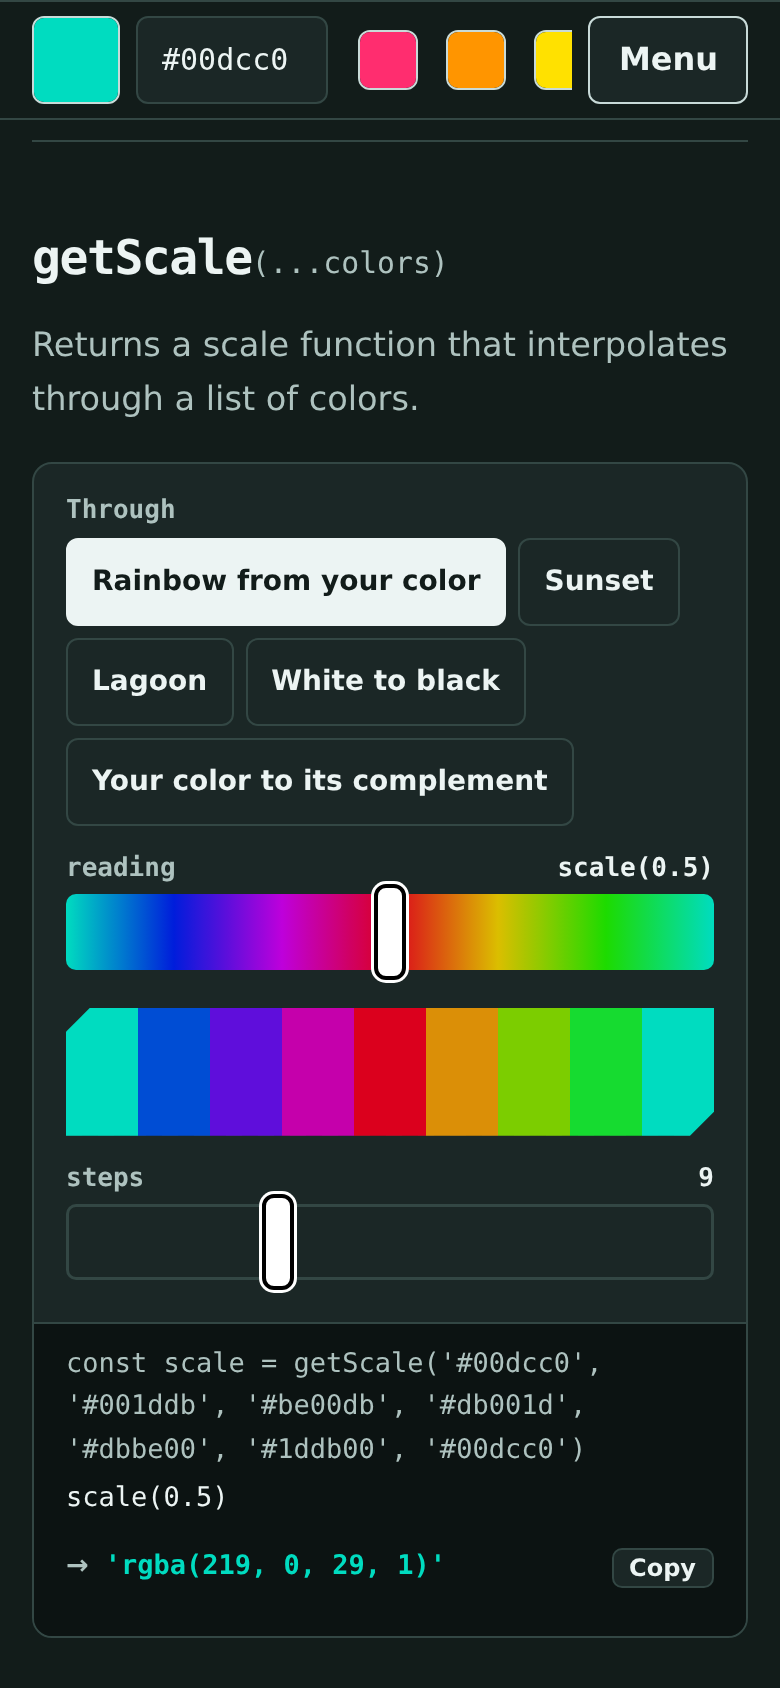 #00dcc0 Menu
getScale(...colors)
Returns a scale function that interpolates
through a list of colors.
Through
Rainbow from your color Sunset
Lagoon White to black
Your color to its complement
reading scale(0.5)
steps 9
const scale = getScale('#00dcc0',
'#001ddb', '#be00db', '#db001d',
'#dbbe00', '#1ddb00', '#00dcc0')
scale(0.5)
→ 'rgba(219, 0, 29, 1)' Copy